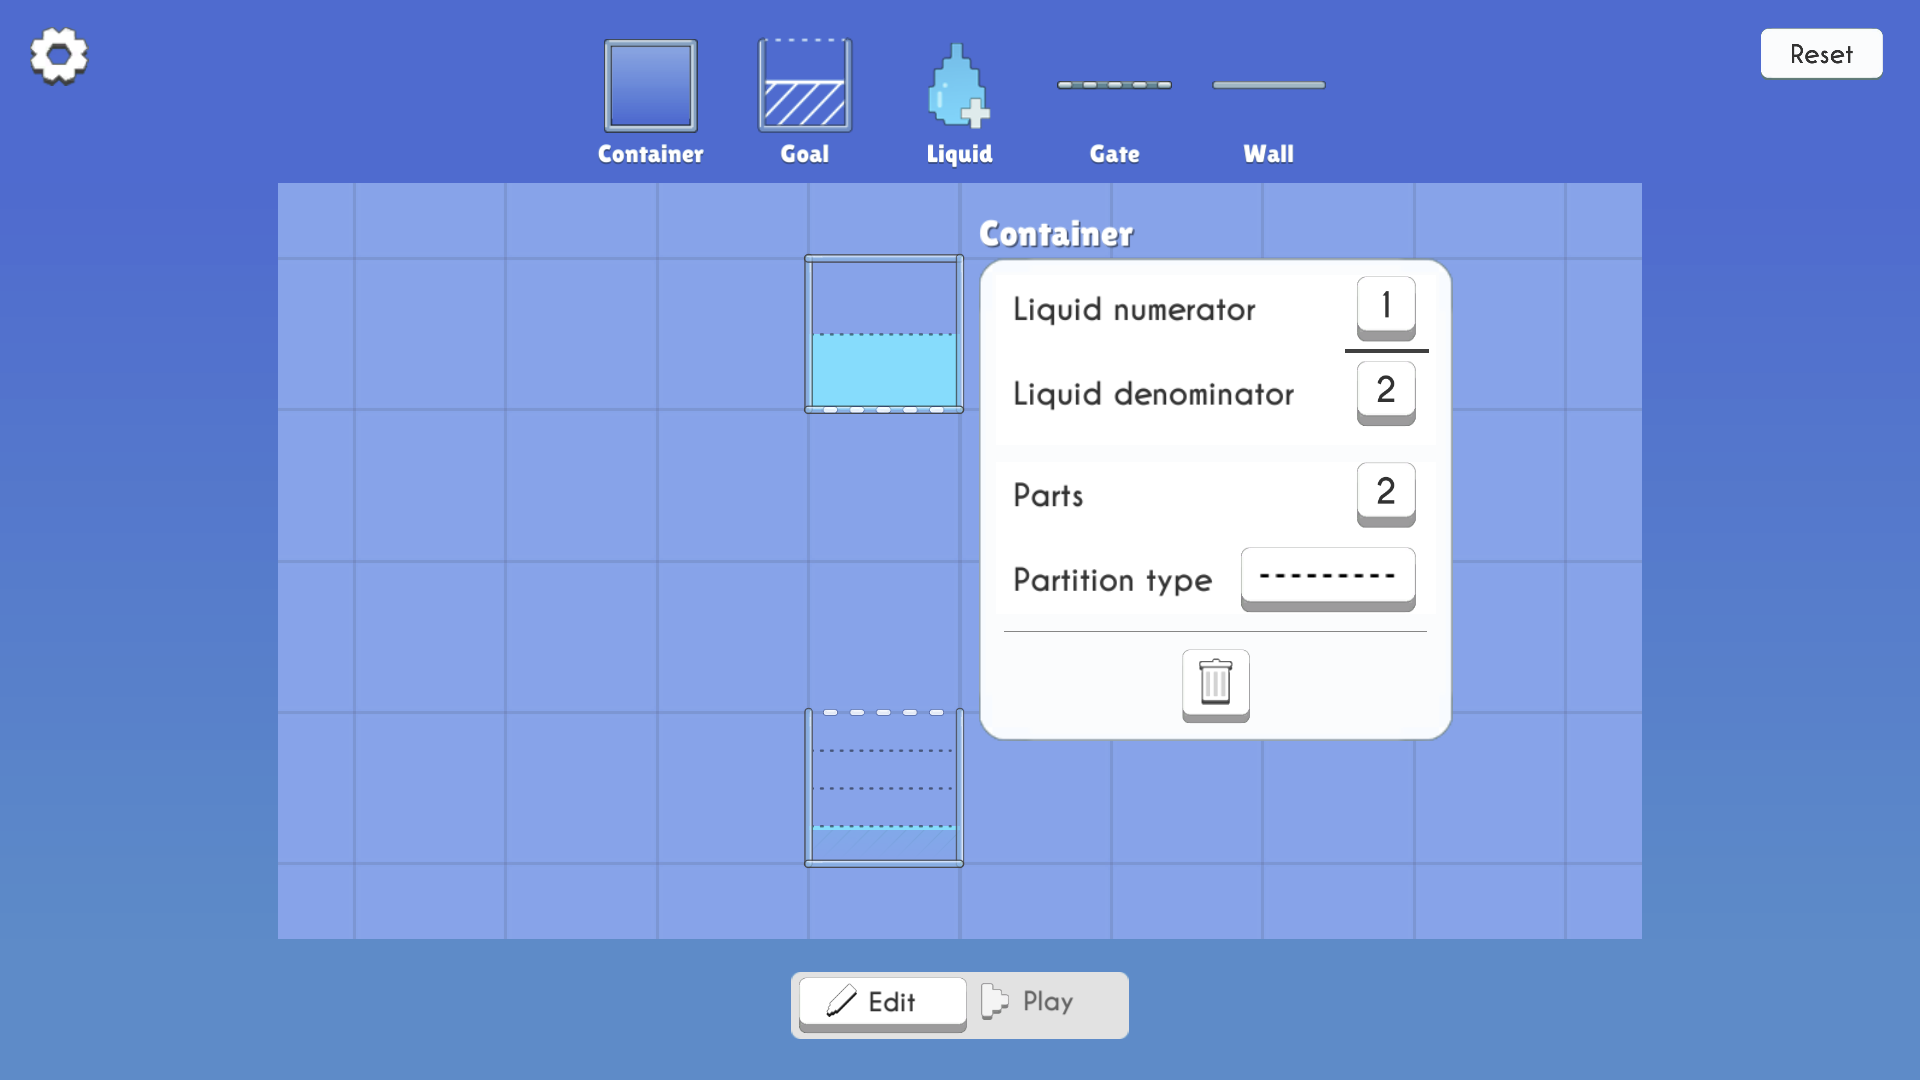 Reset
Container
Goal
Liquid
Gate
Wall
Container
Liquid numerator
1
Liquid denominator
2
Parts
2
Partition type
Edit
Play